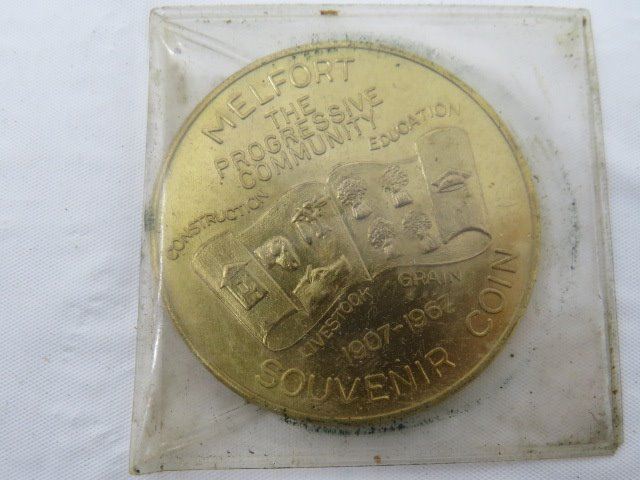 MELFORT
THE
PROGRESSIVE
COMMUNITY
EDUCATION
CONSTRUCTION
GRAIN
LIVESTOCK
1907-1967
SOUVENIR COIN